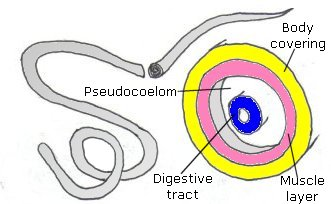 Body
covering
Pseudocoelom
Digestive
tract
Muscle
layer